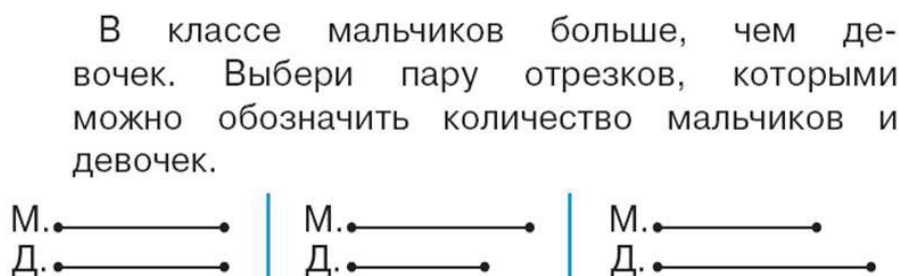 В классе мальчиков больше, чем де-
вочек. Выбери пару отрезков, которыми
можно обозначить количество мальчиков и
девочек.
М. М. М.
Д. Д. Д.